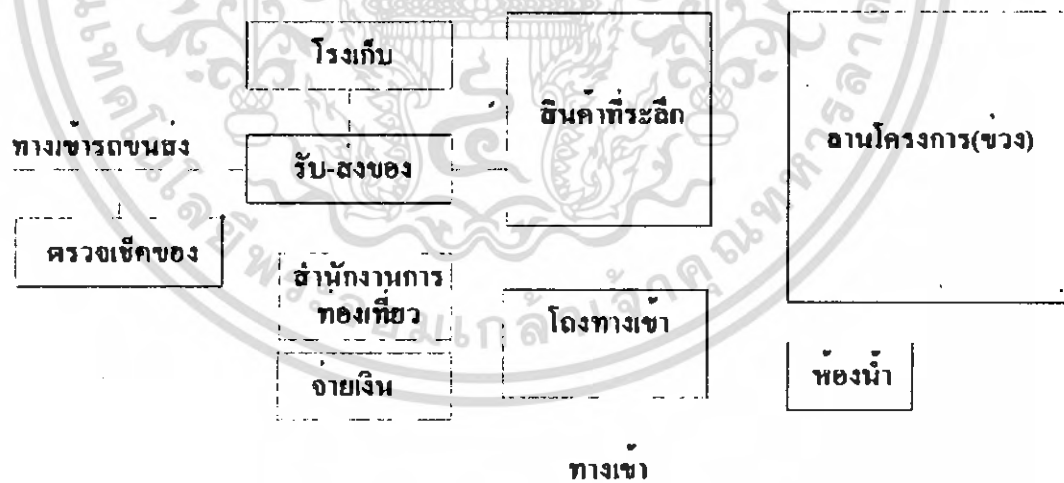 โรงเก็บ
สินค้าที่ระลึก
ลานโครงการ(ข่วง)
ทางเข้ารถขนส่ง
รับ-ส่งของ
ตรวจเช็คของ
สำนักงานการ
ท่องเที่ยว
โถงทางเข้า
จ่ายเงิน
ห้องน้ำ
ทางเข้า